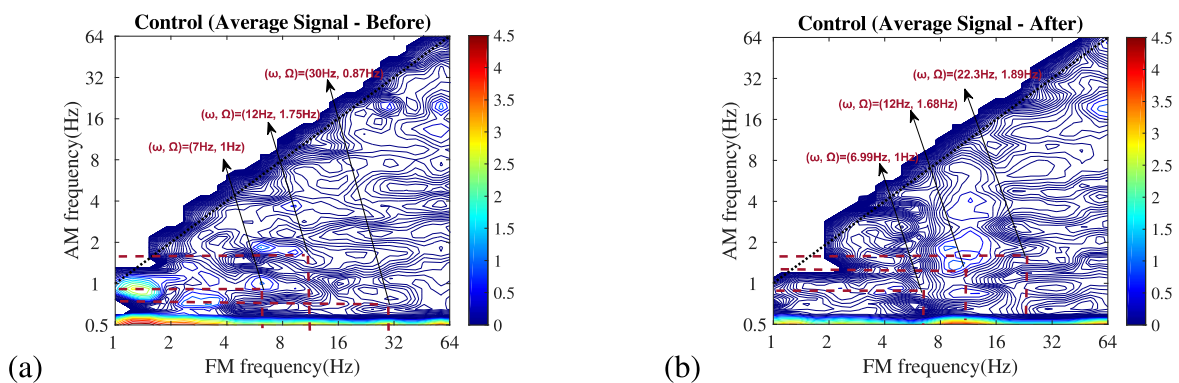 Control (Average Signal - Before)
64
32
16
8
4
2
1
0.5
AM frequency(Hz)
(ω, Ω)=(30Hz, 0.87Hz)
(ω, Ω)=(12Hz, 1.75Hz)
(ω, Ω)=(7Hz, 1Hz)
1 2 4 8 16 32 64
FM frequency(Hz)
4.5
4
3.5
3
2.5
2
1.5
1
0.5
0
(a)
Control (Average Signal - After)
64
32
16
8
4
2
1
0.5
AM frequency(Hz)
(ω, Ω)=(22.3Hz, 1.89Hz)
(ω, Ω)=(12Hz, 1.68Hz)
(ω, Ω)=(6.99Hz, 1Hz)
1 2 4 8 16 32 64
FM frequency(Hz)
4.5
4
3.5
3
2.5
2
1.5
1
0.5
0
(b)